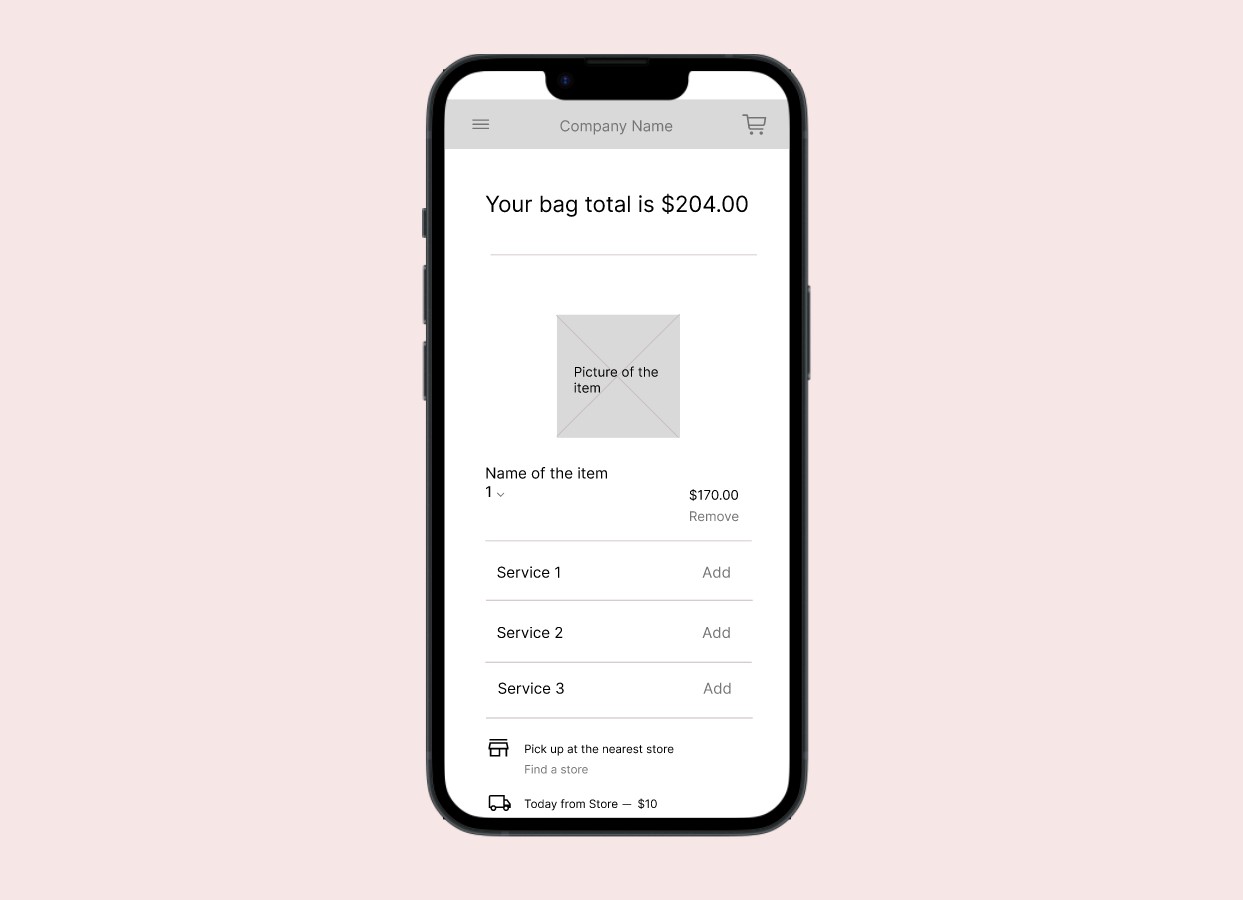 Company Name
Your bag total is $204.00
Picture of the
item
Name of the item
1
$170.00
Remove
Service 1 Add
Service 2 Add
Service 3 Add
Pick up at the nearest store
Find a store
Today from Store — $10